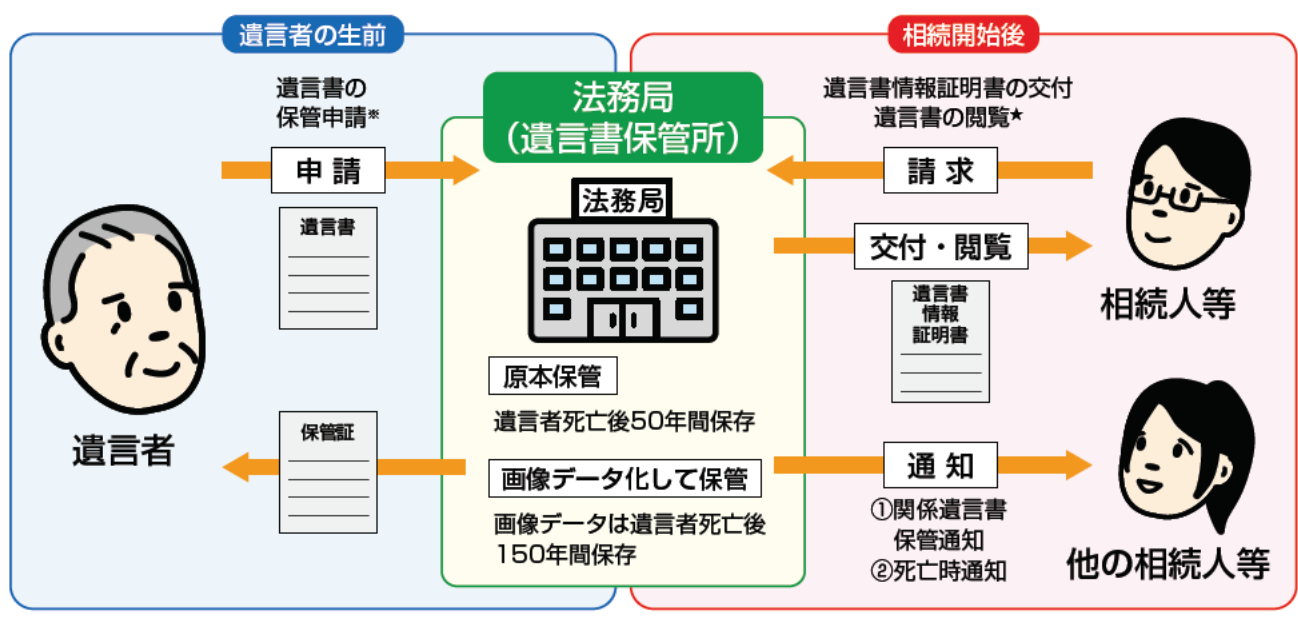 遺言者の生前
遺言書の
保管申請※
申請
遺言書
遺言者
保管証
法務局
（遺言書保管所）
法務局
原本保管
遺言者死亡後50年間保存
画像データ化して保管
画像データは遺言者死亡後
150年間保存
相続開始後
遺言書情報証明書の交付
遺言書の閲覧★
請求
交付・閲覧
遺言書
情報
証明書
相続人等
通知
①関係遺言書
保管通知
②死亡時通知
他の相続人等